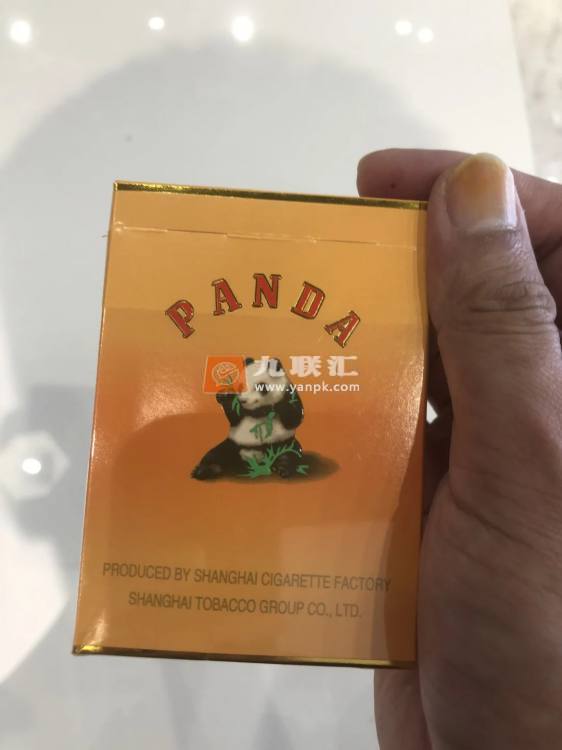 PANDA
九联汇
www.yanpk.com
PRODUCED BY SHANGHAI CIGARETTE FACTORY
SHANGHAI TOBACCO GROUP CO., LTD.